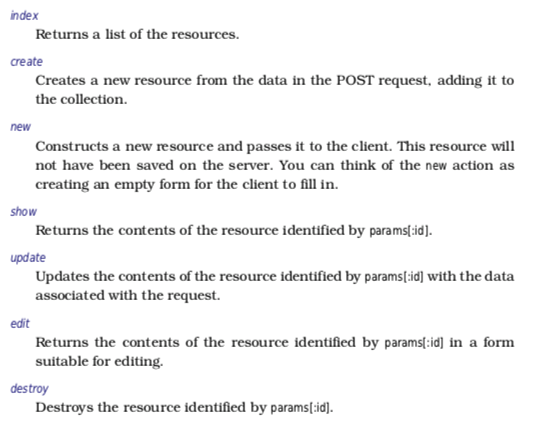 index
Returns a list of the resources.
create
Creates a new resource from the data in the POST request, adding it to
the collection.
new
Constructs a new resource and passes it to the client. This resource will
not have been saved on the server. You can think of the new action as
creating an empty form for the client to fill in.
show
Returns the contents of the resource identified by params[:id].
update
Updates the contents of the resource identified by params[:id] with the data
associated with the request.
edit
Returns the contents of the resource identified by params[:id] in a form
suitable for editing.
destroy
Destroys the resource identified by params[:id].